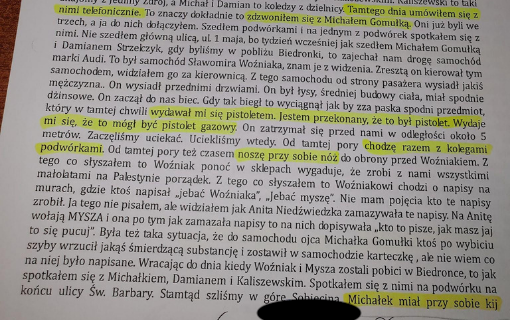 jedny Zdrój, a Michał i Damian to koledzy z dzielnicy. Tamtego dnia umówiłem się z
nimi telefonicznie. To znaczy dokładnie to zdzwoniłem się z Michałem Gomułką. Oni już byli we
trzech, a ja do nich dołączyłem. Szedłem podwórkami i na jednym z podwórek spotkałem się z
nimi. Nie szedłem główną ulicą, ul. 1 maja, bo tydzień wcześniej jak szedłem Michałem Gomułką
i Damianem Strzelczyk, gdy byliśmy w pobliżu Biedronki, to zajechał nam drogę samochód
marki Audi. To był samochód Sławomira Woźniaka, znam je z widzenia. Zresztą on kierował tym
samochodem, widziałem go za kierownicą. Z tego samochodu od strony pasażera wysiadł jakiś
mężczyzna.. On wysiadł przednimi drzwiami. On był łysy, średniej budowy ciała, miał spodnie
dżinsowe. On zaczął do nas biec. Gdy tak biegł to wyciągnął jak by zza paska spodni przedmiot,
który w tamtej chwili wydawał mi się pistoletem. Jestem przekonany, że to był pistolet. Wydaje
mi się, że to mógł być pistolet gazowy. On zatrzymał się przed nami w odległości około 5
metrów. Zaczęliśmy uciekać. Uciekliśmy wtedy. Od tamtej pory chodzę razem z kolegami
podwórkami. Od tamtej pory też czasem noszę przy sobie nóż do obrony przed Woźniakiem. Z
tego co słyszałem to Woźniak ponoć w sklepach wygaduje, że zrobi z nami wszystkimi
małolatami na Palestynie porządek. Z tego co słyszałem to Woźniakowi chodzi o napisy na
murach, gdzie ktoś napisał „jebać Woźniaka”, „Jebać myszę”. Nie mam pojęcia kto te napisy
zrobił. Ja tego nie pisałem, ale widziałem jak Anita Niedźwiedzka zamazywała te napisy. Na Anitę
wołają MYSZA i ona po tym jak zamazała napisy to na nich dopisywała „kto to pisze, jak masz jaj
to się pucuj”. Była też taka sytuacja, że do samochodu ojca Michałka Gomułki ktoś po wybiciu
szyby wrzucił jakąś śmierdzącą substancję i zostawił w samochodzie karteczkę , ale nie wiem co
na niej było napisane. Wracając do dnia kiedy Woźniak i Mysza zostali pobici w Biedronce, to jak
spotkałem się z Michałkiem, Damianem i Kaliszewskim. Spotkałem się z nimi na podwórku na
końcu ulicy Św. Barbary. Stamtąd szliśmy w górę Sobieskiego Michałek miał przy sobie kij